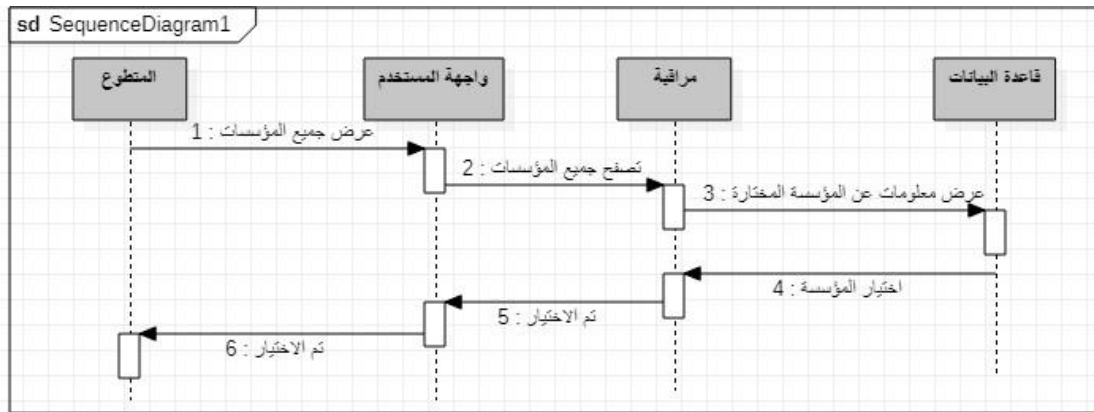 sd SequenceDiagram1
المتطوع
واجهة المستخدم
مراقبة
قاعدة البيانات
1 : عرض جميع المؤسسات
2 : تصفح جميع المؤسسات
3 : عرض معلومات عن المؤسسة المختارة
4 : اختيار المؤسسة
5 : تم الاختيار
6 : تم الاختيار